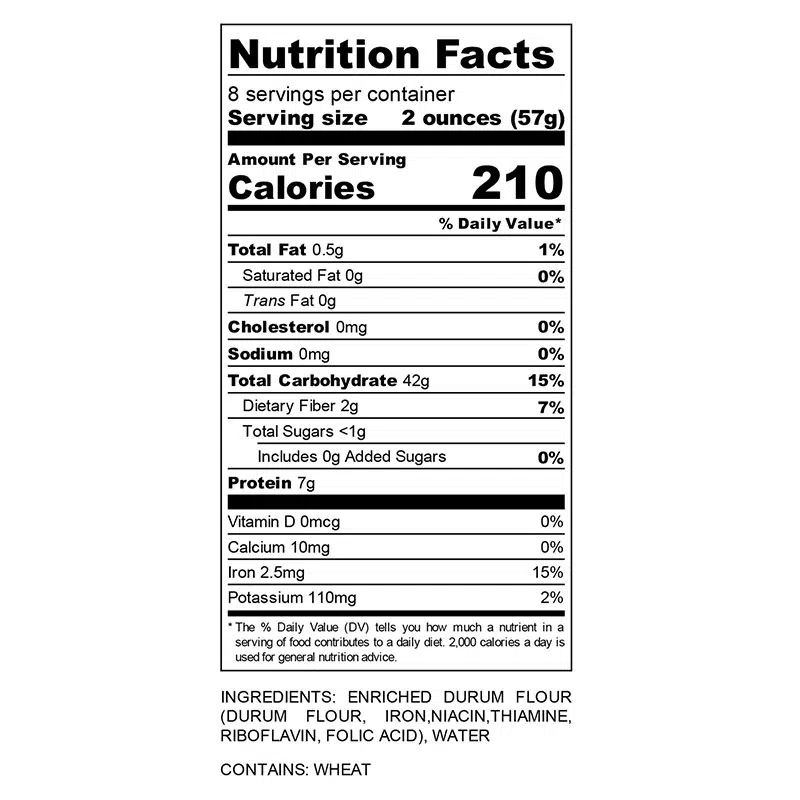 Nutrition Facts
8 servings per container
Serving size 2 ounces (57g)
Amount Per Serving
Calories 210
% Daily Value*
Total Fat 0.5g 1%
Saturated Fat 0g 0%
Trans Fat 0g
Cholesterol 0mg 0%
Sodium 0mg 0%
Total Carbohydrate 42g 15%
Dietary Fiber 2g 7%
Total Sugars <1g
Includes 0g Added Sugars 0%
Protein 7g
Vitamin D 0mcg 0%
Calcium 10mg 0%
Iron 2.5mg 15%
Potassium 110mg 2%
* The % Daily Value (DV) tells you how much a nutrient in a
serving of food contributes to a daily diet. 2,000 calories a day is
used for general nutrition advice.
INGREDIENTS: ENRICHED DURUM FLOUR
(DURUM FLOUR, IRON,NIACIN,THIAMINE,
RIBOFLAVIN, FOLIC ACID), WATER
CONTAINS: WHEAT